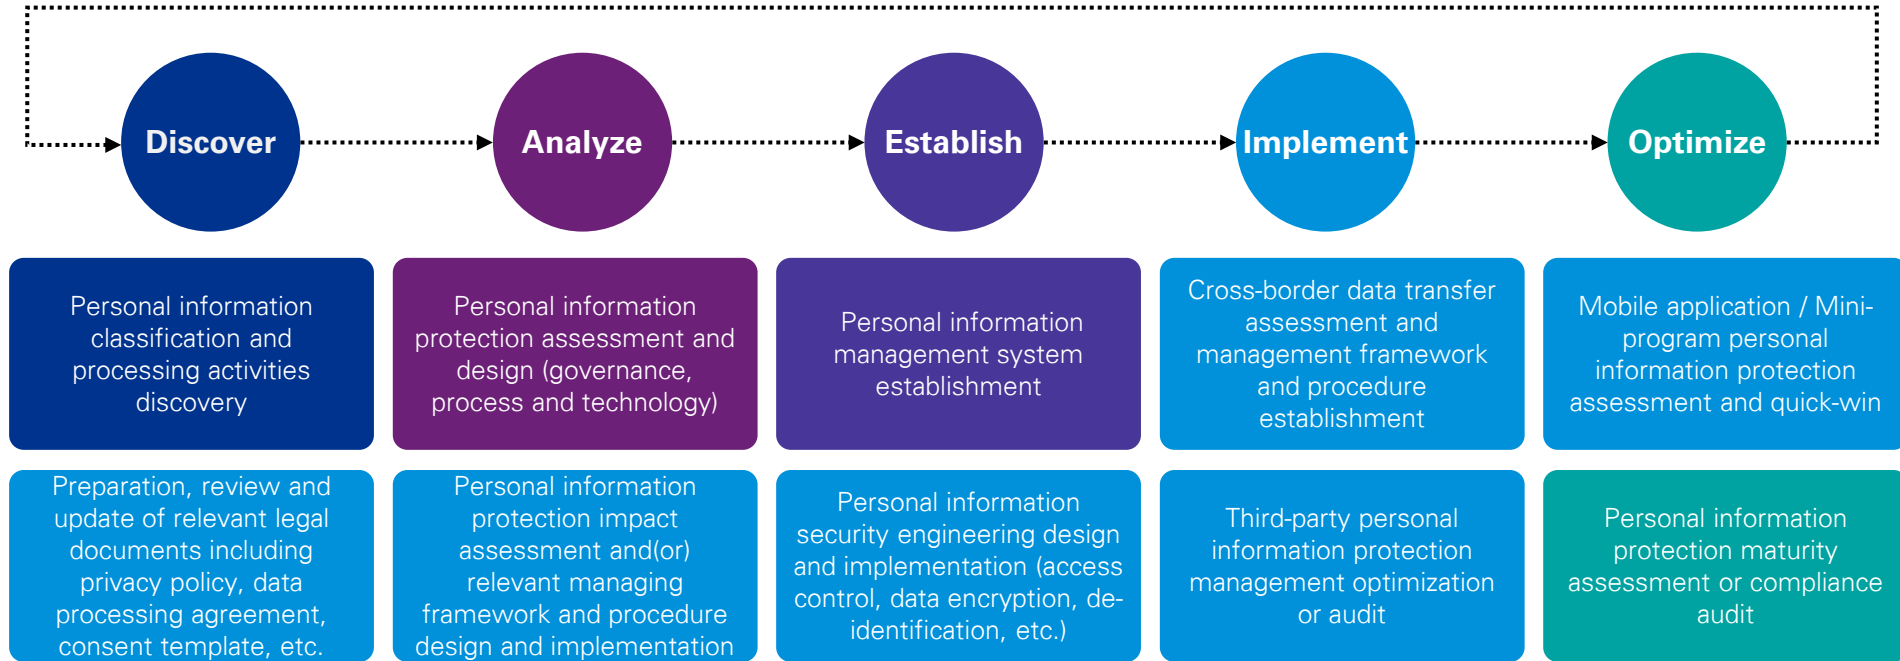 Discover
Analyze
Establish
Implement
Optimize
Personal information
classification and
processing activities
discovery
Personal information
protection assessment and
design (governance,
process and technology)
Personal information
management system
establishment
Cross-border data transfer
assessment and
management framework
and procedure
establishment
Mobile application / Mini-
program personal
information protection
assessment and quick-win
Preparation, review and
update of relevant legal
documents including
privacy policy, data
processing agreement,
consent template, etc.
Personal information
protection impact
assessment and(or)
relevant managing
framework and procedure
design and implementation
Personal information
security engineering design
and implementation (access
control, data encryption, de-
identification, etc.)
Third-party personal
information protection
management optimization
or audit
Personal information
protection maturity
assessment or compliance
audit